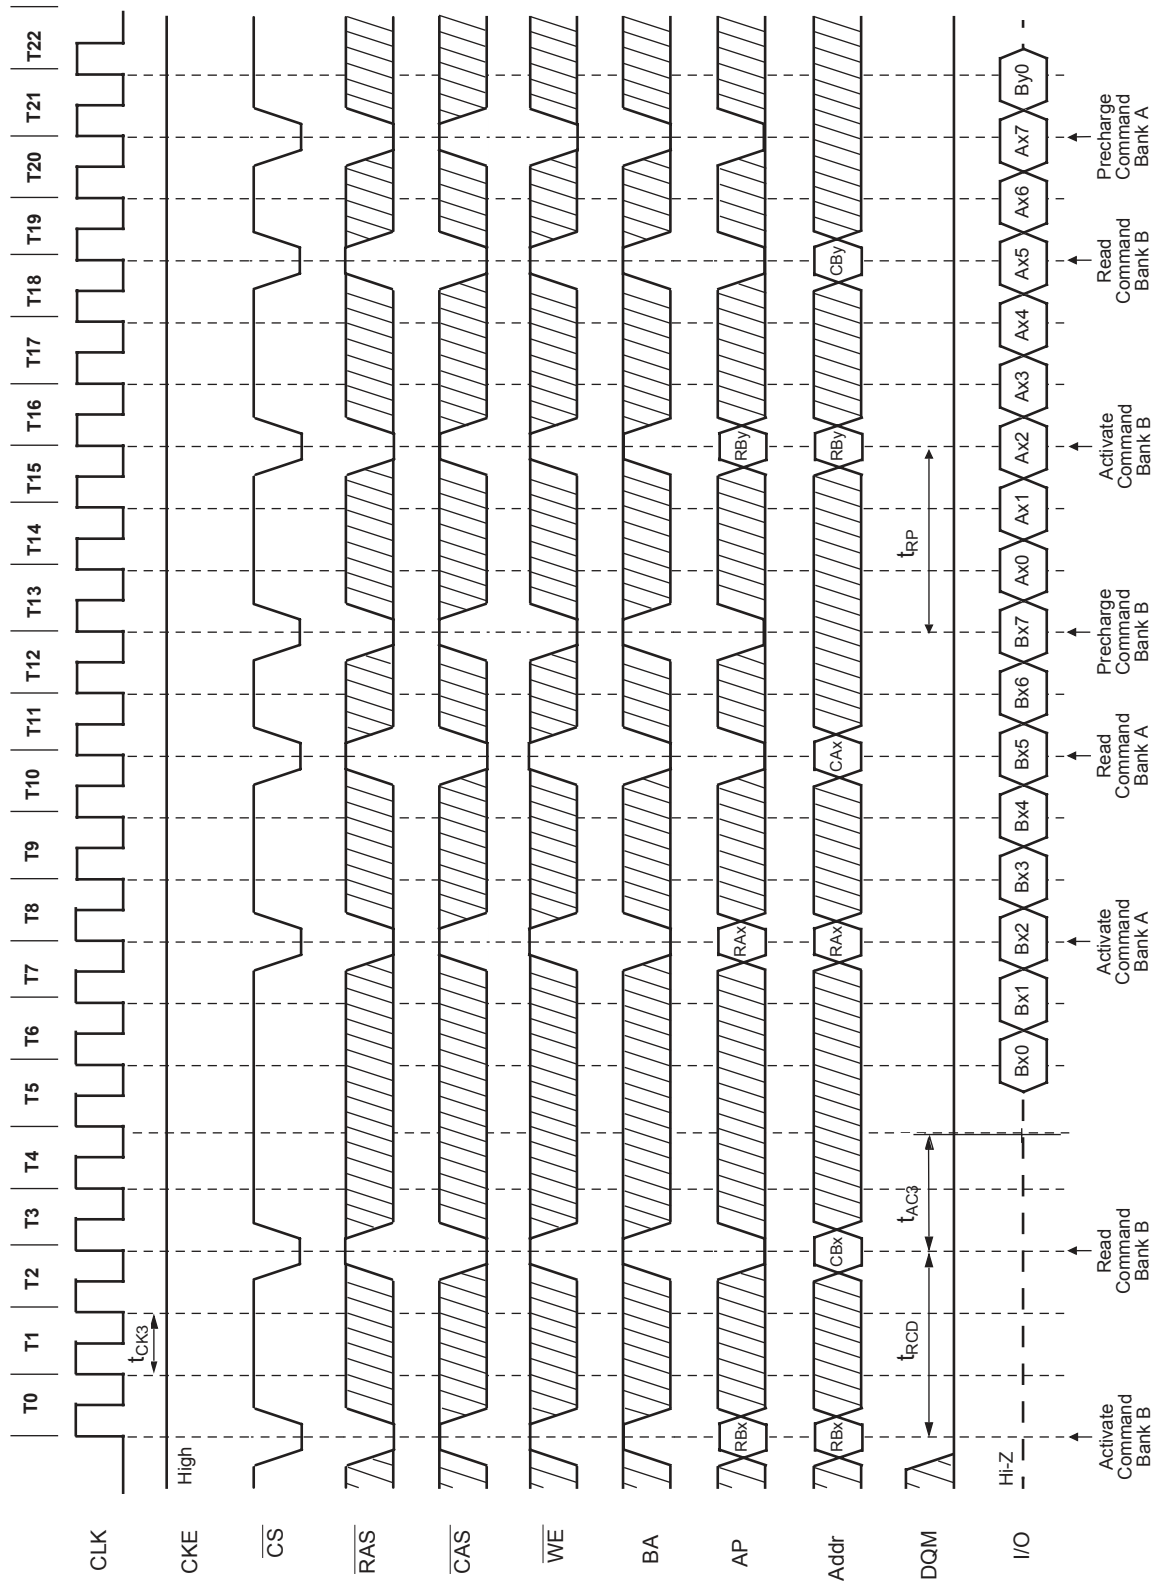 T0 T1 T2 T3 T4 T5 T6 T7 T8 T9 T10 T11 T12 T13 T14 T15 T16 T17 T18 T19 T20 T21 T22
CLK
tCK3
CKE
High
CS
RAS
CAS
WE
BA
AP
RBx RAx RBy
Addr
RBx CBx RAx CAx RBy CBy
DQM
tRCD tAC3 tRP
I/O
Hi-Z
Bx0 Bx1 Bx2 Bx3 Bx4 Bx5 Bx6 Bx7 Ax0 Ax1 Ax2 Ax3 Ax4 Ax5 Ax6 Ax7 By0
Activate
Command
Bank B
Read
Command
Bank B
Activate
Command
Bank A
Read
Command
Bank A
Precharge
Command
Bank B
Activate
Command
Bank B
Read
Command
Bank B
Precharge
Command
Bank A